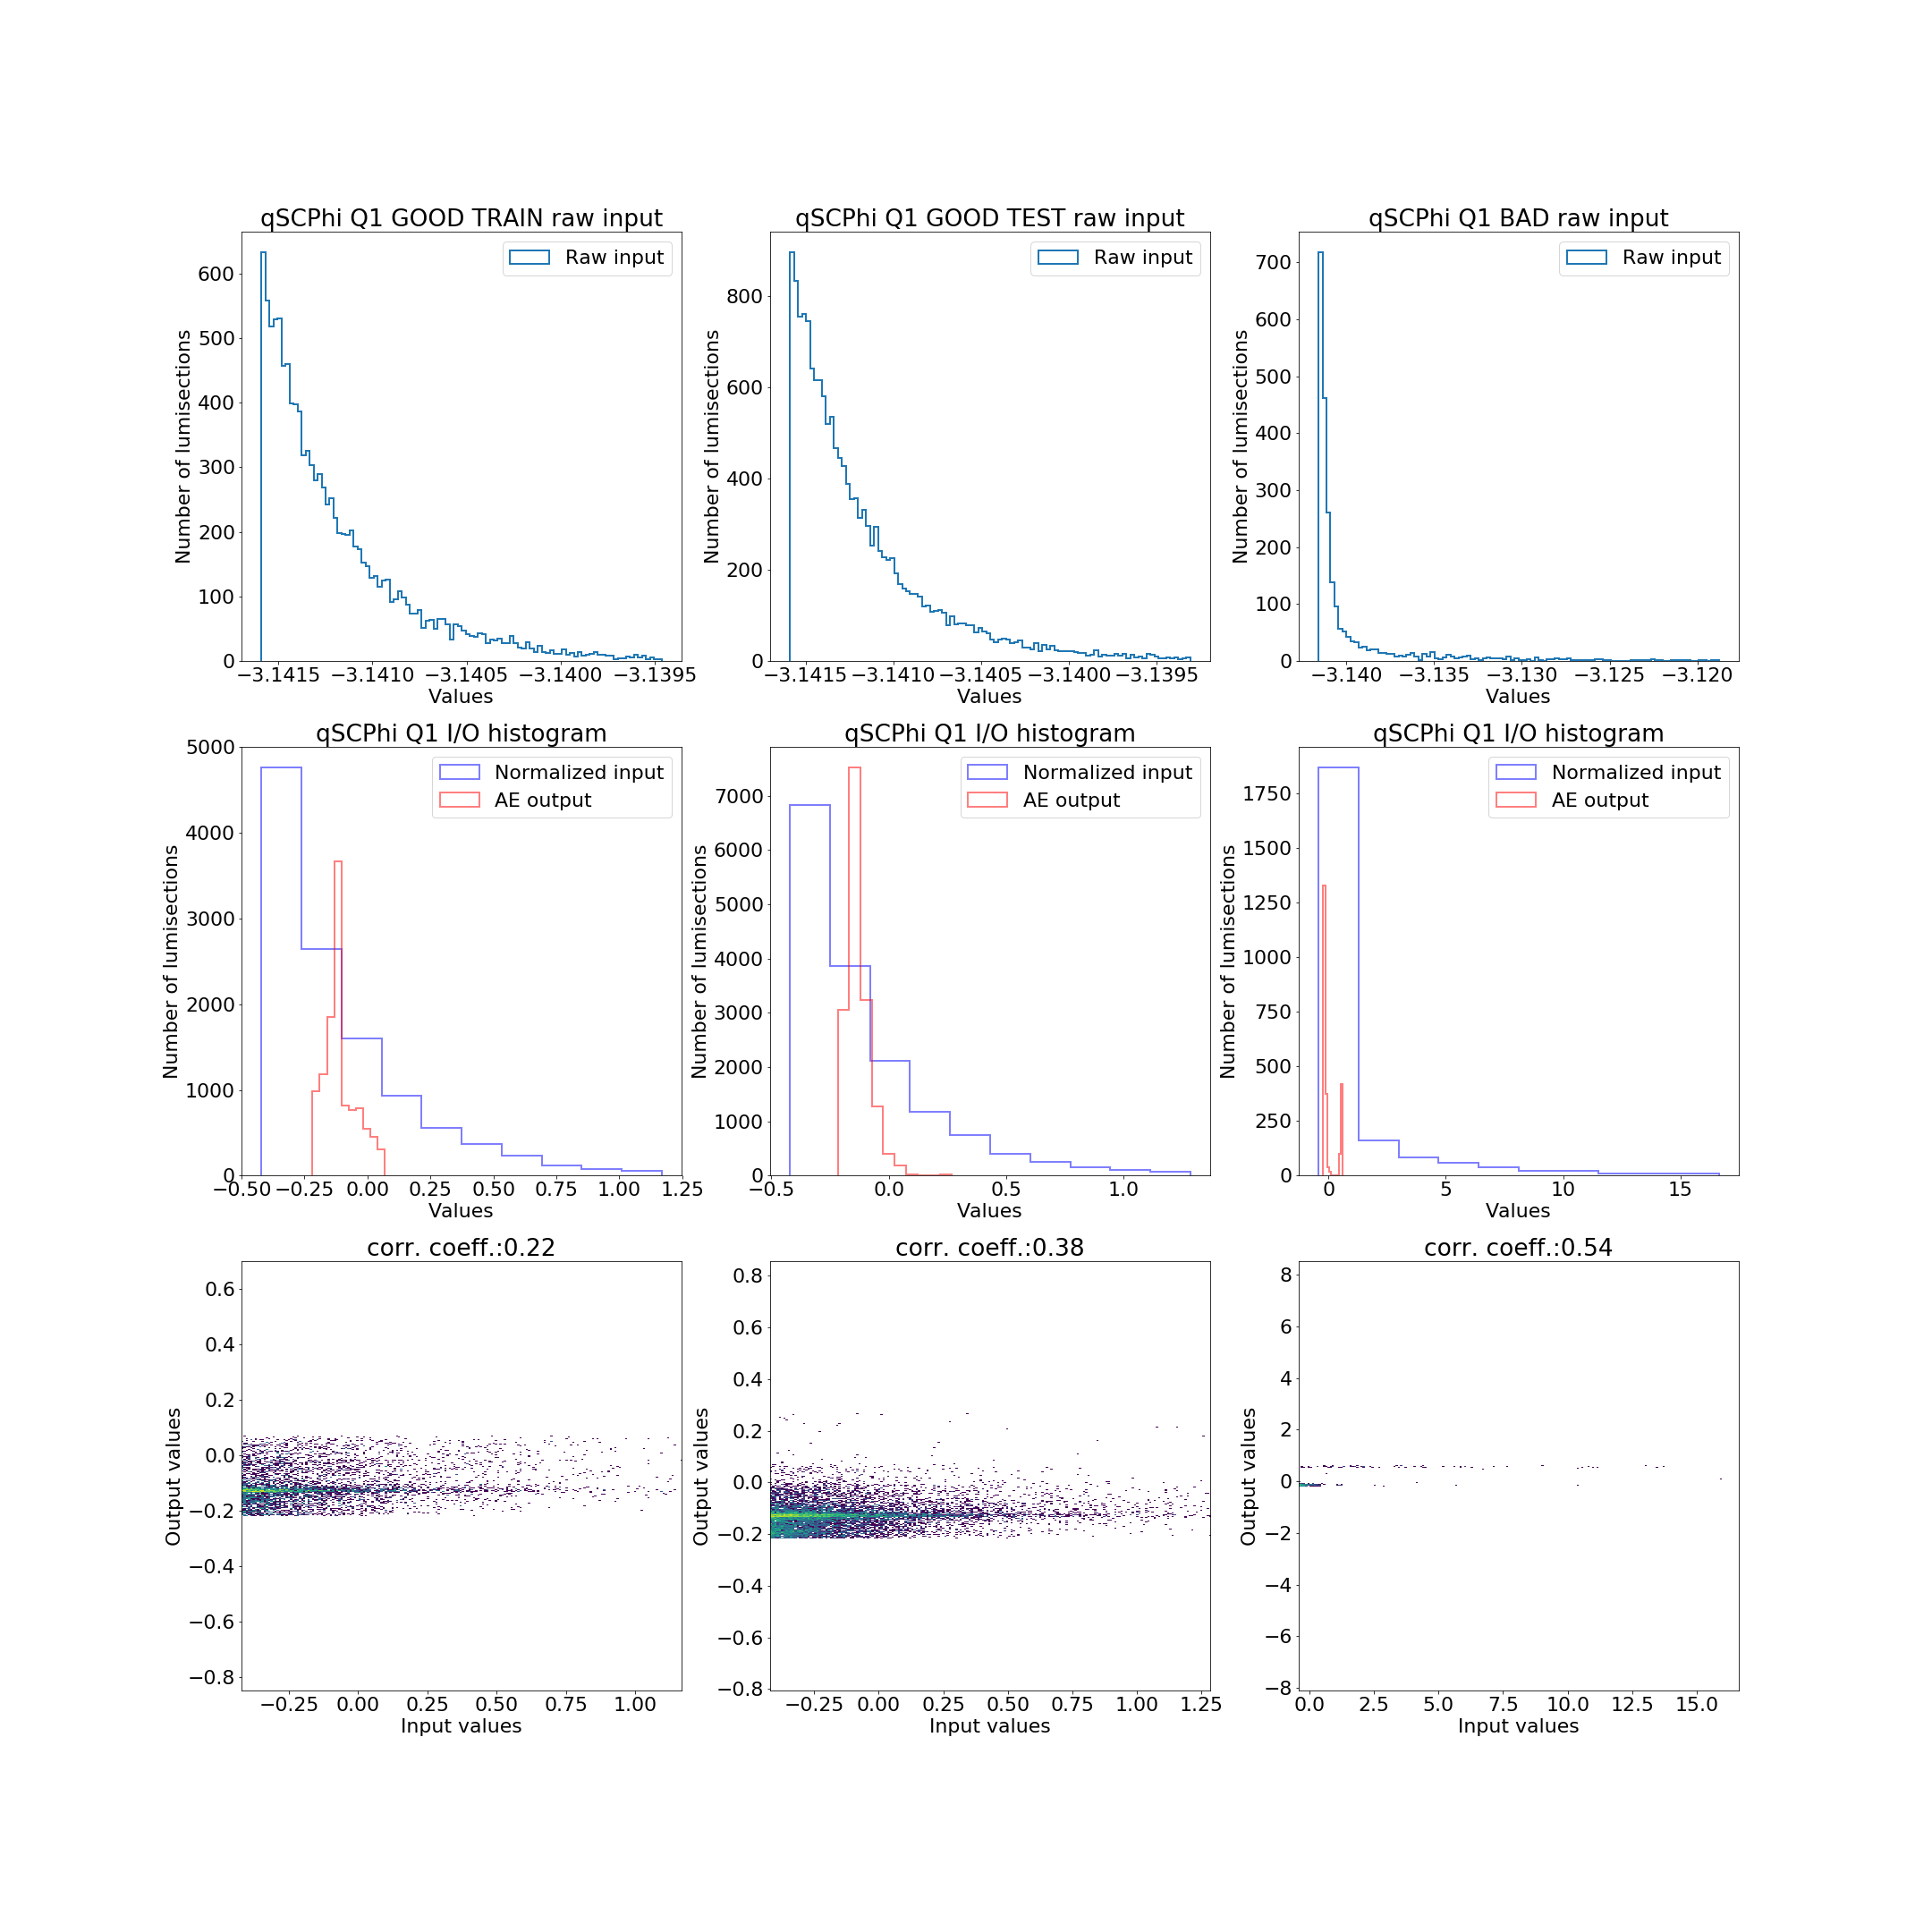 qSCPhi Q1 GOOD TRAIN raw input
Raw input
600
500
400
300
200
100
0
−3.1415 −3.1410 −3.1405 −3.1400 −3.1395
Number of lumisections
Values
qSCPhi Q1 GOOD TEST raw input
Raw input
800
600
400
200
0
−3.1415 −3.1410 −3.1405 −3.1400 −3.1395
Number of lumisections
Values
qSCPhi Q1 BAD raw input
Raw input
700
600
500
400
300
200
100
0
−3.140 −3.135 −3.130 −3.125 −3.120
Number of lumisections
Values
qSCPhi Q1 I/O histogram
Normalized input
AE output
5000
4000
3000
2000
1000
0
−0.50 −0.25 0.00 0.25 0.50 0.75 1.00 1.25
Number of lumisections
Values
qSCPhi Q1 I/O histogram
Normalized input
AE output
7000
6000
5000
4000
3000
2000
1000
0
−0.5 0.0 0.5 1.0
Number of lumisections
Values
qSCPhi Q1 I/O histogram
Normalized input
AE output
1750
1500
1250
1000
750
500
250
0
0 5 10 15
Number of lumisections
Values
corr. coeff.:0.22
0.6
0.4
0.2
0.0
−0.2
−0.4
−0.6
−0.8
−0.25 0.00 0.25 0.50 0.75 1.00
Output values
Input values
corr. coeff.:0.38
0.8
0.6
0.4
0.2
0.0
−0.2
−0.4
−0.6
−0.8
−0.25 0.00 0.25 0.50 0.75 1.00 1.25
Output values
Input values
corr. coeff.:0.54
8
6
4
2
0
−2
−4
−6
−8
0.0 2.5 5.0 7.5 10.0 12.5 15.0
Output values
Input values